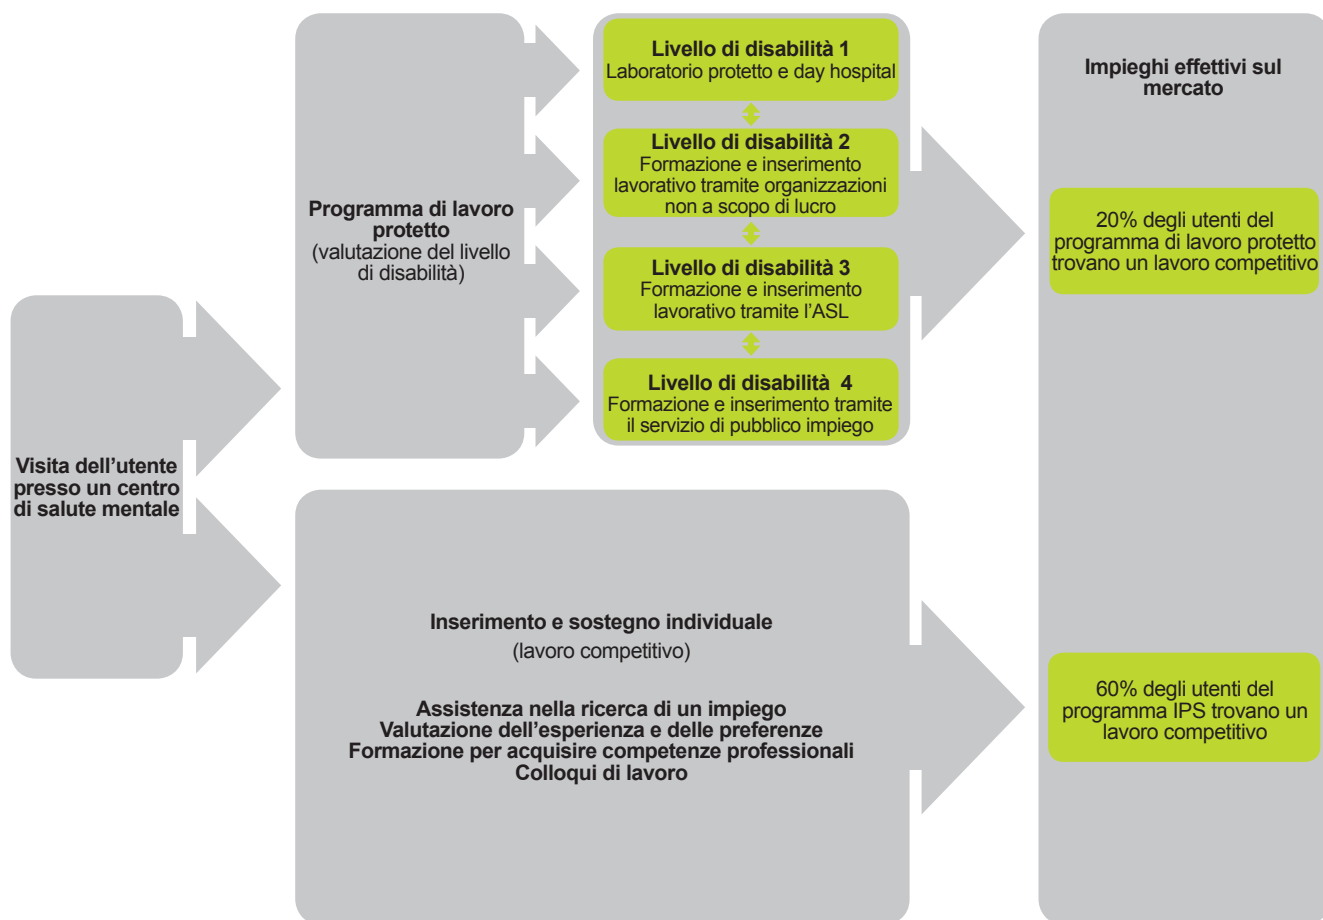 Visita dell'utente
presso un centro
di salute mentale
Programma di lavoro
protetto
(valutazione del livello
di disabilità)
Livello di disabilità 1
Laboratorio protetto e day hospital
Livello di disabilità 2
Formazione e inserimento
lavorativo tramite organizzazioni
non a scopo di lucro
Livello di disabilità 3
Formazione e inserimento
lavorativo tramite l'ASL
Livello di disabilità 4
Formazione e inserimento tramite
il servizio di pubblico impiego
Inserimento e sostegno individuale
(lavoro competitivo)
Assistenza nella ricerca di un impiego
Valutazione dell'esperienza e delle preferenze
Formazione per acquisire competenze professionali
Colloqui di lavoro
Impieghi effettivi sul
mercato
20% degli utenti del
programma di lavoro protetto
trovano un lavoro competitivo
60% degli utenti del
programma IPS trovano un
lavoro competitivo